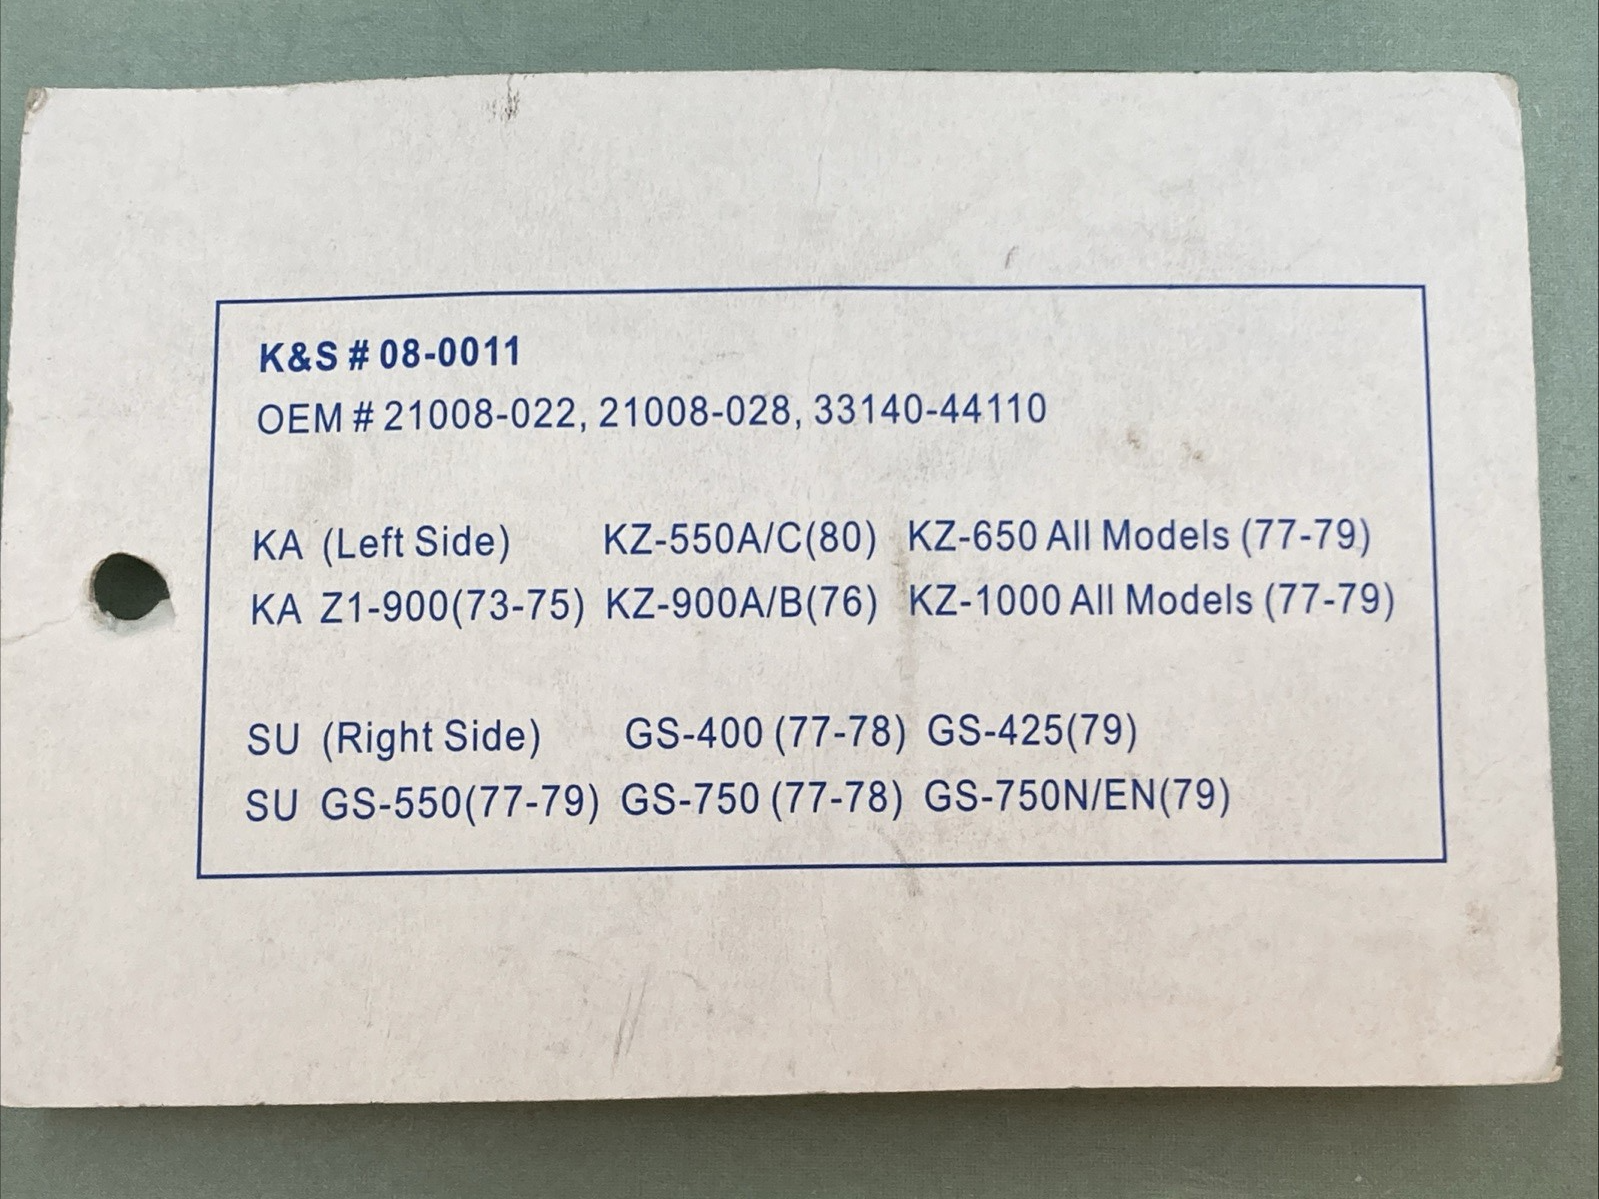 K&S # 08-0011
OEM # 21008-022, 21008-028, 33140-44110
KA (Left Side) KZ-550A/C(80) KZ-650 All Models (77-79)
KA Z1-900(73-75) KZ-900A/B(76) KZ-1000 All Models (77-79)
SU (Right Side) GS-400 (77-78) GS-425(79)
SU GS-550(77-79) GS-750 (77-78) GS-750N/EN(79)